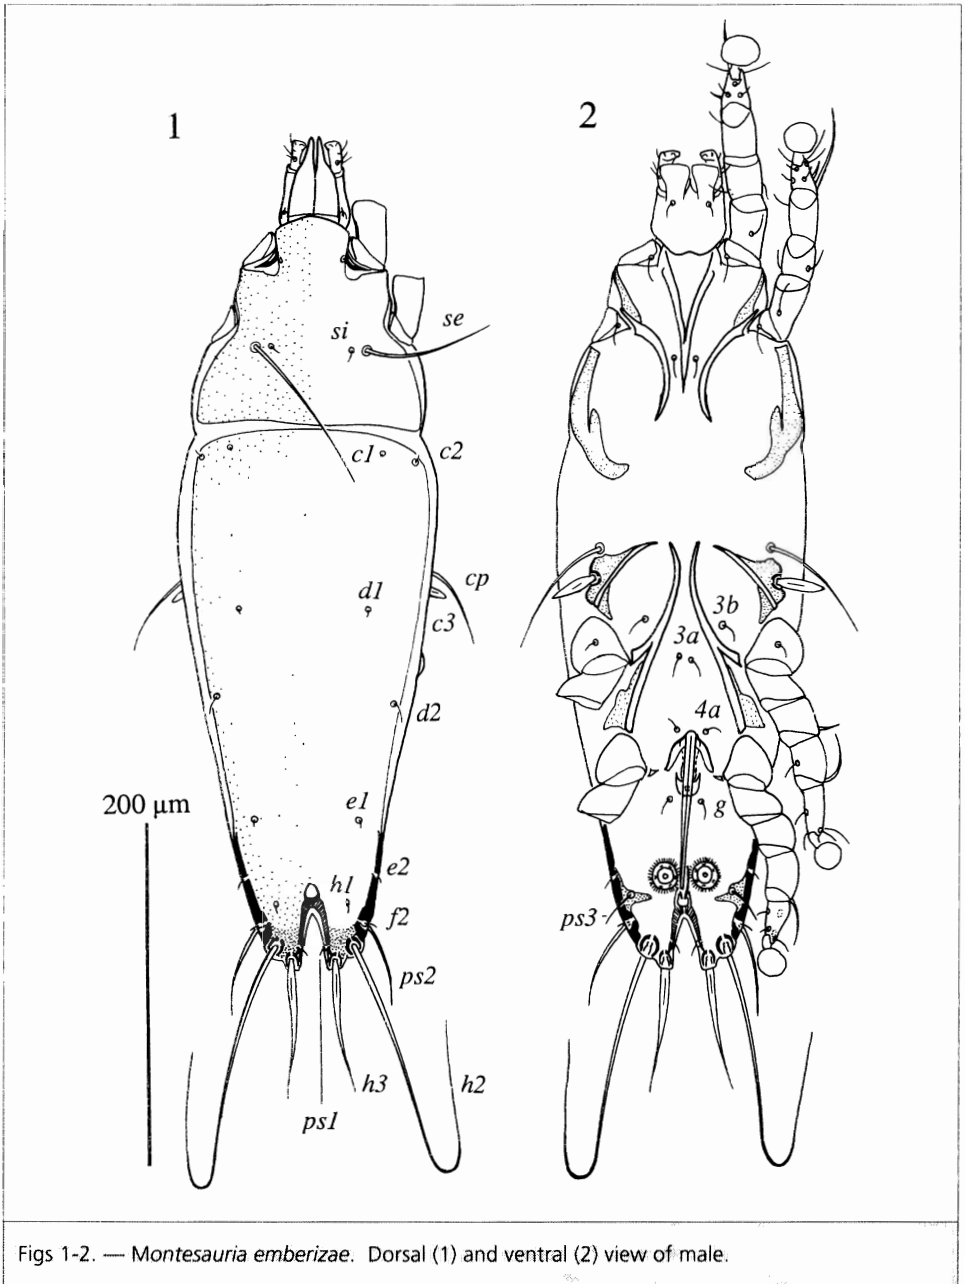 1
2
si
se
c1
c2
cp
d1
c3
3b
3a
d2
4a
200 µm
e1
g
e2
h1
f2
ps3
ps2
h3
h2
ps1
Figs 1-2. — Montesauria emberizae. Dorsal (1) and ventral (2) view of male.